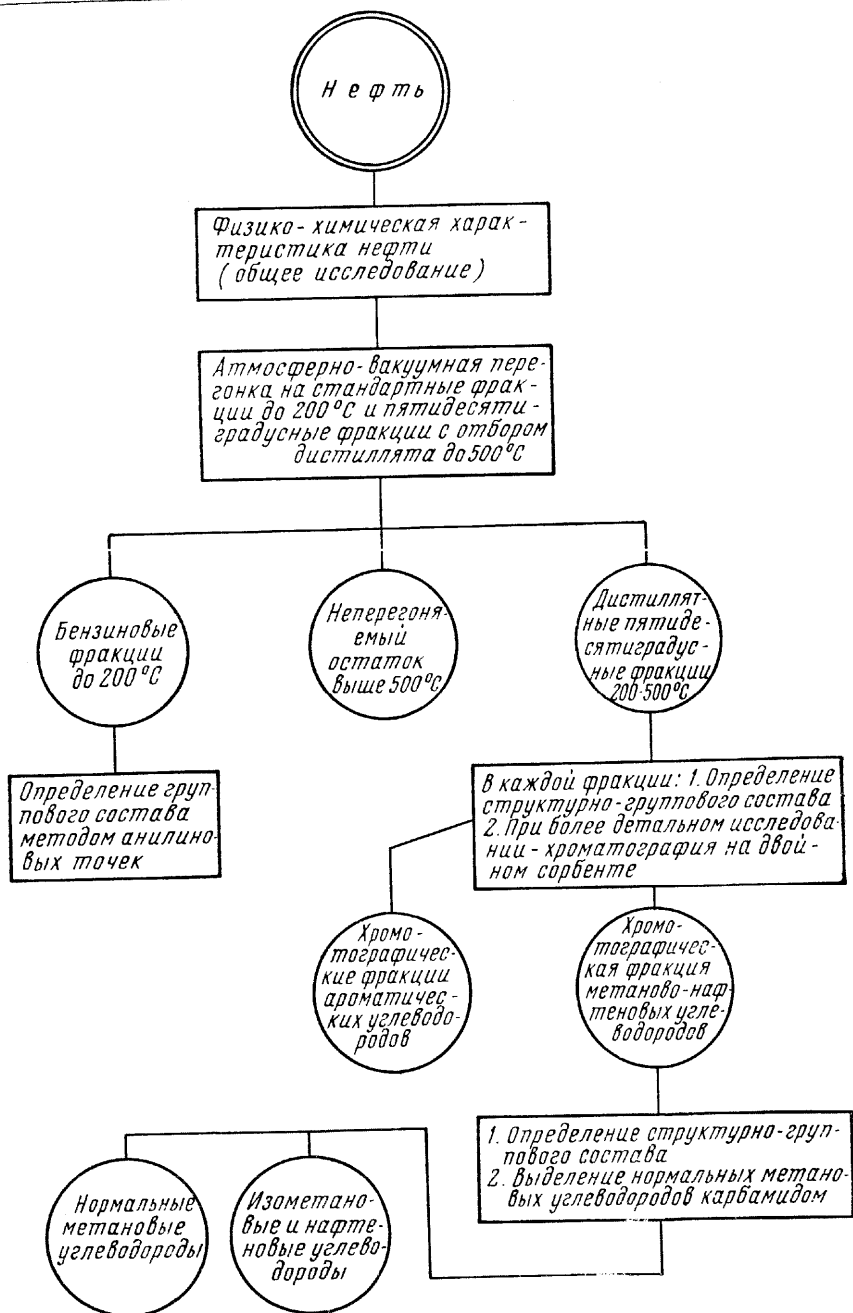 Нефть
Физико-химическая харак-
теристика нефти
(общее исследование)
Атмосферно-вакуумная пере-
гонка на стандартные фрак-
ции до 200°С и пятидесяти-
градусные фракции с отбором
дистиллята до 500°С
Бензиновые
фракции
до 200°С
Неперегоня-
емый
остаток
выше 500°С
Дистиллят-
ные пятиде-
сятиградус-
ные фракции
200-500°С
Определение груп-
пового состава
методом анилино-
вых точек
В каждой фракции: 1. Определение
структурно-группового состава
2. При более детальном исследова-
нии - хроматография на двой-
ном сорбенте
Хромо-
тографичес-
кие фракции
ароматичес-
ких углеводо-
родов
Хромо-
тографичес-
кая фракция
метаново-наф-
теновых угле-
водородов
1. Определение структурно-груп-
пового состава
2. Выделение нормальных метано-
вых углеводородов карбамидом
Нормальные
метановые
углеводороды
Изометано-
вые и нафте-
новые углево-
дороды